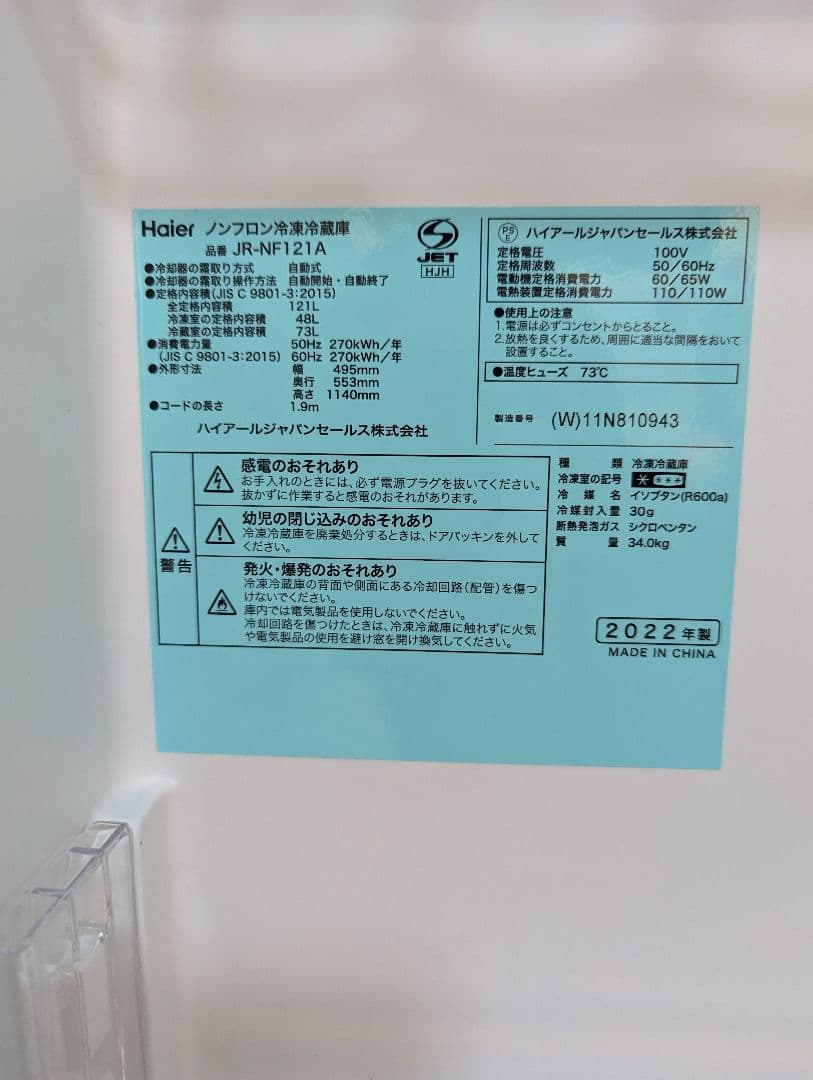 Haier ノンフロン冷凍冷蔵庫
品番 JR-NF121A
●冷却器の霜取り方式 自動式
●冷却器の霜取り操作方法 自動開始・自動終了
●定格内容積(JIS C 9801-3:2015)
全定格内容積 121L
冷凍室の定格内容積 48L
冷蔵室の定格内容積 73L
●消費電力量 50Hz 270kWh/年
(JIS C 9801-3:2015) 60Hz 270kWh/年
●外形寸法 幅 495mm
奥行 553mm
高さ 1140mm
●コードの長さ 1.9m
ハイアールジャパンセールス株式会社
S
JET
HJH
PSE ハイアールジャパンセールス株式会社
定格電圧 100V
定格周波数 50/60Hz
電動機定格消費電力 60/65W
電熱装置定格消費電力 110/110W
●使用上の注意
1.電源は必ずコンセントからとること。
2.放熱を良くするため、周囲に適当な間隔をおいて
設置すること。
●温度ヒューズ 73℃
製造番号 (W)11N810943
警告
感電のおそれあり
お手入れのときには、必ず電源プラグを抜いてください。
抜かずに作業すると感電のおそれがあります。
幼児の閉じ込めのおそれあり
冷凍冷蔵庫を廃棄処分するときは、ドアパッキンを外して
ください。
発火・爆発のおそれあり
冷凍冷蔵庫の背面や側面にある冷却回路(配管)を傷つ
けないでください。
庫内では電気製品を使用しないでください。
冷却回路を傷つけたときは、冷凍冷蔵庫に触れずに火気
や電気製品の使用を避け窓を開け換気してください。
種類 冷凍冷蔵庫
冷凍室の記号
冷媒名 イソブタン(R600a)
冷媒封入量 30g
断熱発泡ガス シクロペンタン
質量 34.0kg
2022年製
MADE IN CHINA